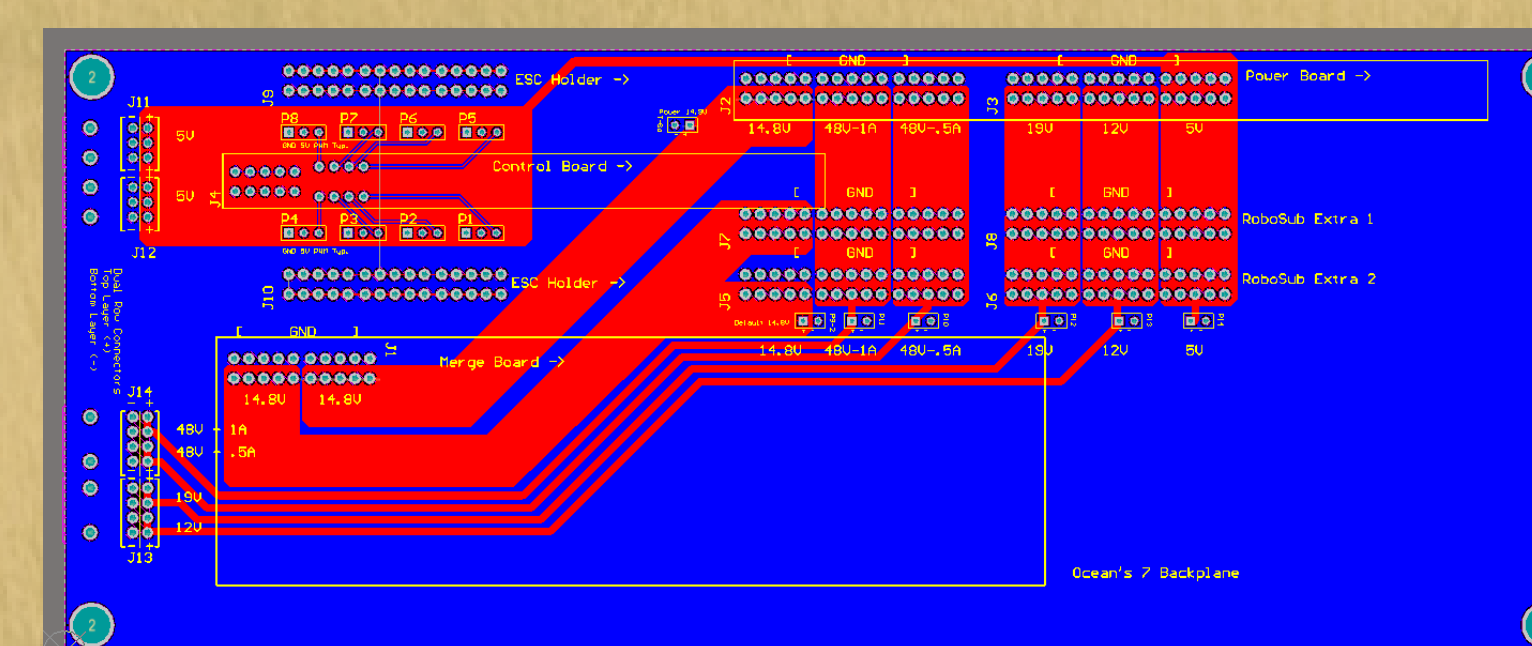 [ GND ]
[ GND ]
2
ESC Holder ->
Power Board ->
J9
J11
J2
J3
P8 P7 P6 P5
Power 14.8V
5V
14.8V 48V-1A 48V-.5A
19V 12V 5V
GND 5V PWM Typ.
Control Board ->
J4
5V
[ GND ]
[ GND ]
P4 P3 P2 P1
RoboSub Extra 1
J7
J8
GND 5V PWM Typ.
J12
[ GND ]
[ GND ]
Dual Row Connectors
Top Layer (+)
Bottom Layer (-)
ESC Holder ->
RoboSub Extra 2
J10
J5
J6
Default 14.8V
P11
P10
P12
P13
P14
[ GND ]
J1
14.8V 48V-1A 48V-.5A
19V 12V 5V
Merge Board ->
J14
14.8V 14.8V
48V - 1A
48V - .5A
19V
12V
J13
Ocean's 7 Backplane
2